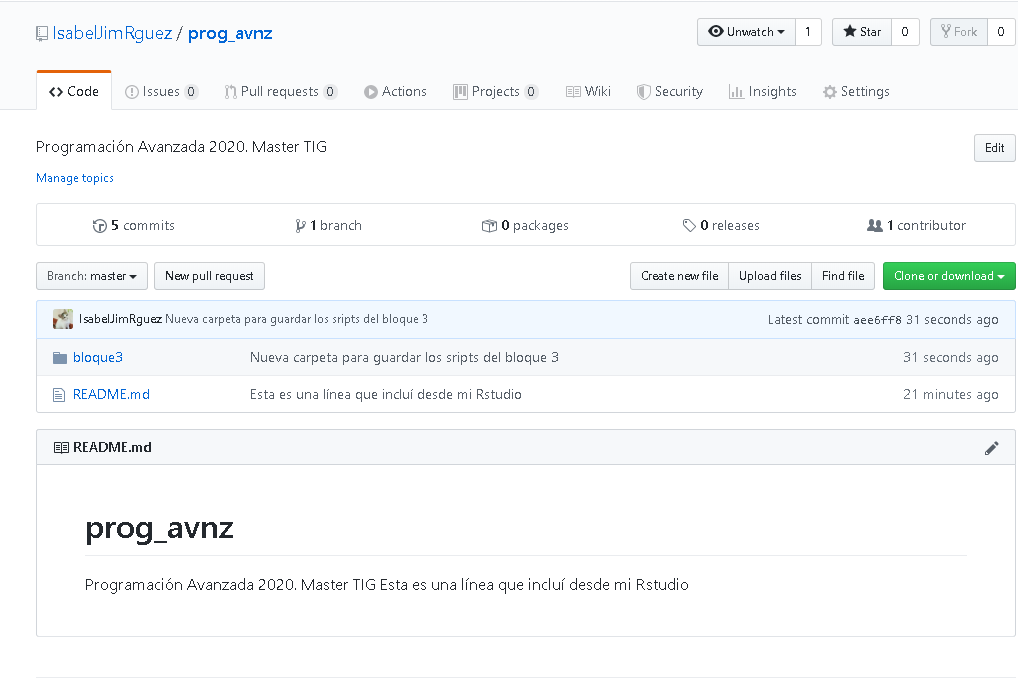 IsabelJimRguez / prog_avnz
Unwatch 1 Star 0 Fork 0
Code Issues 0 Pull requests 0 Actions Projects 0 Wiki Security Insights Settings
Programación Avanzada 2020. Master TIG
Edit
Manage topics
5 commits 1 branch 0 packages 0 releases 1 contributor
Branch: master New pull request Create new file Upload files Find file Clone or download
IsabelJimRguez Nueva carpeta para guardar los sripts del bloque 3 Latest commit aee6ff8 31 seconds ago
bloque3 Nueva carpeta para guardar los sripts del bloque 3 31 seconds ago
README.md Esta es una línea que incluí desde mi Rstudio 21 minutes ago
README.md
prog_avnz
Programación Avanzada 2020. Master TIG Esta es una línea que incluí desde mi Rstudio